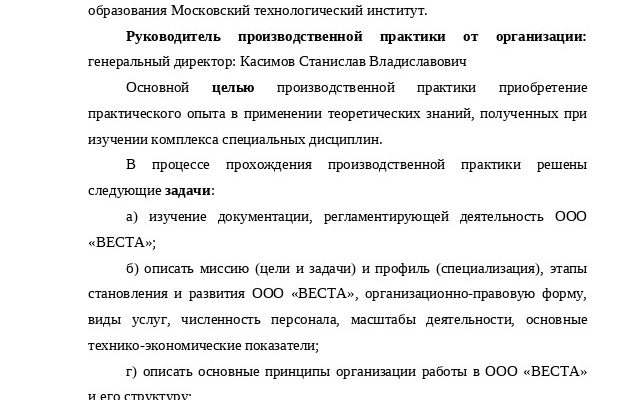 образования Московский технологический институт.
Руководитель производственной практики от организации:
генеральный директор: Касимов Станислав Владиславович
Основной целью производственной практики приобретение
практического опыта в применении теоретических знаний, полученных при
изучении комплекса специальных дисциплин.
В процессе прохождения производственной практики решены
следующие задачи:
а) изучение документации, регламентирующей деятельность ООО
«ВЕСТА»;
б) описать миссию (цели и задачи) и профиль (специализация), этапы
становления и развития ООО «ВЕСТА», организационно-правовую форму,
виды услуг, численность персонала, масштабы деятельности, основные
технико-экономические показатели;
г) описать основные принципы организации работы в ООО «ВЕСТА»
и его структуру;